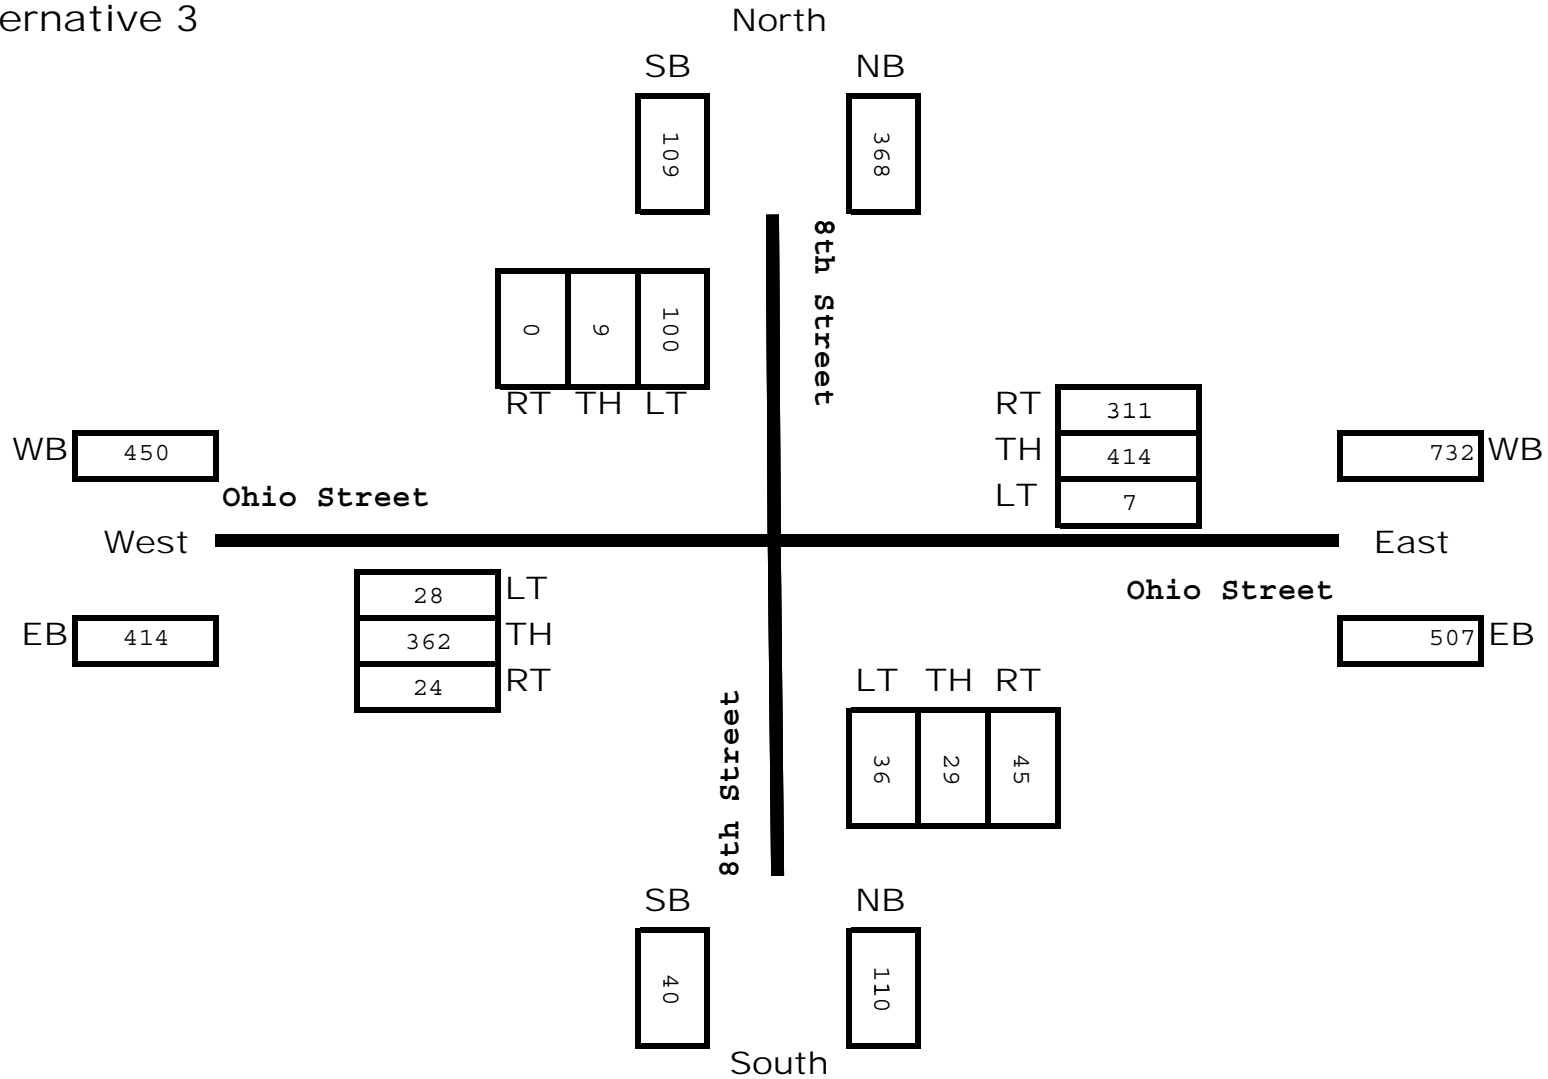 ernative 3
North
SB NB
109 368
8th Street
0 9 100
RT TH LT
RT 311
TH 414
LT 7
WB 450
732 WB
Ohio Street
West
East
28 LT
Ohio Street
EB 414
362 TH
507 EB
24 RT
LT TH RT
8th Street
36 29 45
SB NB
40 110
South